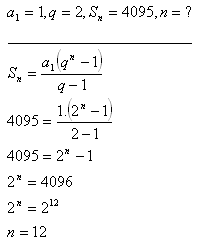 a₁ = 1, q = 2, Sₙ = 4095, n = ?
Sₙ = a₁(qⁿ − 1) / q − 1
4095 = 1.(2ⁿ − 1) / 2 − 1
4095 = 2ⁿ − 1
2ⁿ = 4096
2ⁿ = 2¹²
n = 12